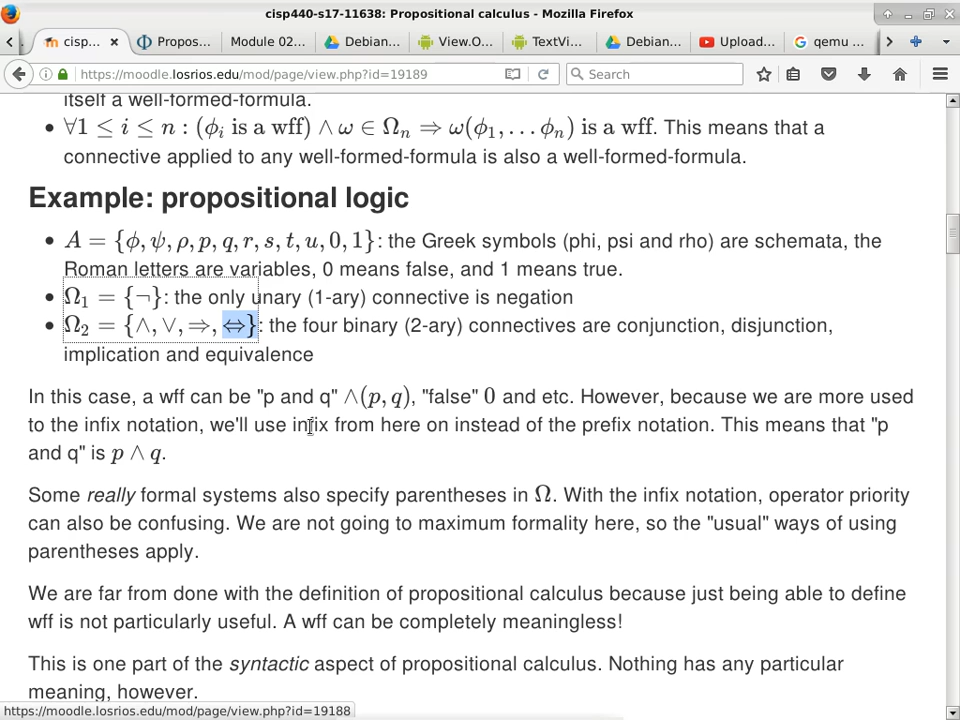 cisp440-s17-11638: Propositional calculus - Mozilla Firefox
cisp... Propos... Module 02... Debian... View.O... TextVi... Debian... Upload... qemu ...
https://moodle.losrios.edu/mod/page/view.php?id=19189 Search
itself a well-formed-formula.
• ∀1 ≤ i ≤ n : (ϕᵢ is a wff) ∧ ω ∈ Ωₙ ⇒ ω(ϕ₁, … ϕₙ) is a wff. This means that a
connective applied to any well-formed-formula is also a well-formed-formula.
Example: propositional logic
• A = {ϕ, ψ, ρ, p, q, r, s, t, u, 0, 1}: the Greek symbols (phi, psi and rho) are schemata, the
Roman letters are variables, 0 means false, and 1 means true.
• Ω₁ = {¬}: the only unary (1-ary) connective is negation
• Ω₂ = {∧, ∨, ⇒, ⇔}: the four binary (2-ary) connectives are conjunction, disjunction,
implication and equivalence
In this case, a wff can be "p and q" ∧(p, q), "false" 0 and etc. However, because we are more used
to the infix notation, we'll use infix from here on instead of the prefix notation. This means that "p
and q" is p ∧ q.
Some really formal systems also specify parentheses in Ω. With the infix notation, operator priority
can also be confusing. We are not going to maximum formality here, so the "usual" ways of using
parentheses apply.
We are far from done with the definition of propositional calculus because just being able to define
wff is not particularly useful. A wff can be completely meaningless!
This is one part of the syntactic aspect of propositional calculus. Nothing has any particular
meaning, however.
https://moodle.losrios.edu/mod/page/view.php?id=19188